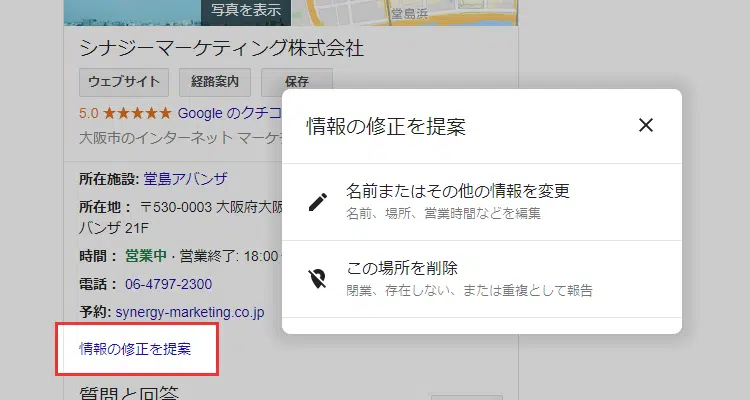 写真を表示
堂島浜
シナジーマーケティング株式会社
ウェブサイト
経路案内
保存
5.0 ★★★★★ Google のクチコ
大阪市のインターネット マーケ
所在施設: 堂島アバンザ
所在地： 〒530-0003 大阪府大阪
バンザ 21F
時間： 営業中 · 営業終了: 18:00
電話： 06-4797-2300
予約: synergy-marketing.co.jp
情報の修正を提案
質問と回答
情報の修正を提案
名前またはその他の情報を変更
名前、場所、営業時間などを編集
この場所を削除
閉業、存在しない、または重複として報告